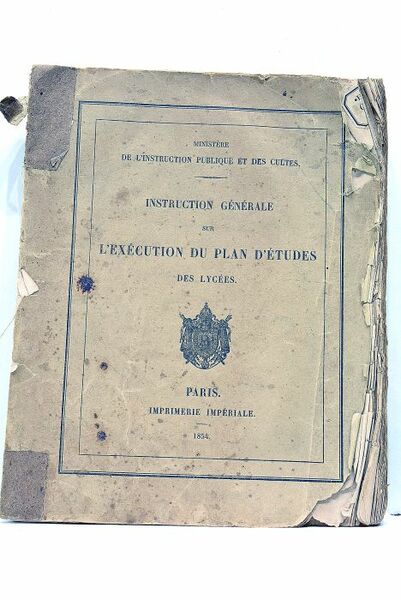 MINISTÈRE
DE L'INSTRUCTION PUBLIQUE ET DES CULTES.
INSTRUCTION GÉNÉRALE
SUR
L'EXÉCUTION DU PLAN D'ÉTUDES
DES LYCÉES.
PARIS.
IMPRIMERIE IMPÉRIALE.
1854.